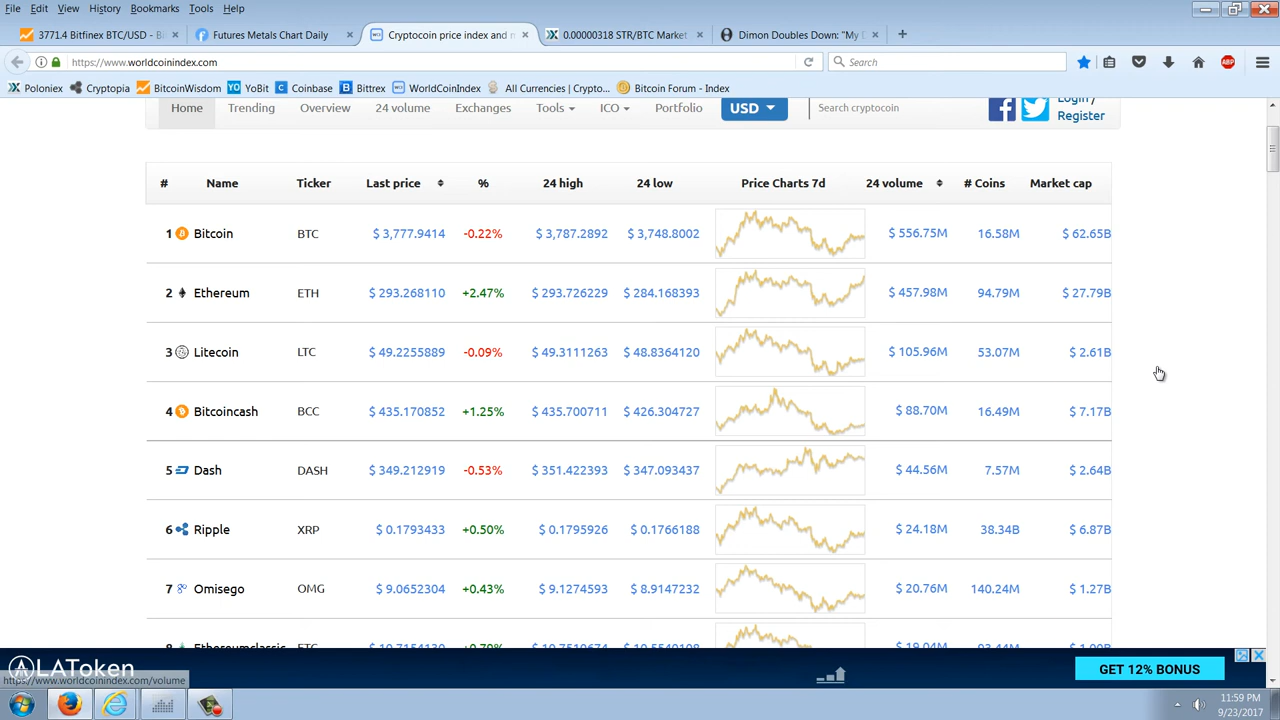 File Edit View History Bookmarks Tools Help
3771.4 Bitfinex BTC/USD - Bi
Futures Metals Chart Daily
Cryptocoin price index and m
0.00000318 STR/BTC Market
Dimon Doubles Down: "My D
https://www.worldcoinindex.com
Search
ABP
Poloniex Cryptopia BitcoinWisdom YO YoBit Coinbase Bittrex WorldCoinIndex All Currencies | Crypto... Bitcoin Forum - Index
Home Trending Overview 24 volume Exchanges Tools ICO Portfolio USD Search cryptocoin Login / Register
# Name Ticker Last price % 24 high 24 low Price Charts 7d 24 volume # Coins Market cap
1 Bitcoin BTC $ 3,777.9414 -0.22% $ 3,787.2892 $ 3,748.8002 $ 556.75M 16.58M $ 62.65B
2 Ethereum ETH $ 293.268110 +2.47% $ 293.726229 $ 284.168393 $ 457.98M 94.79M $ 27.79B
3 Litecoin LTC $ 49.2255889 -0.09% $ 49.3111263 $ 48.8364120 $ 105.96M 53.07M $ 2.61B
4 Bitcoincash BCC $ 435.170852 +1.25% $ 435.700711 $ 426.304727 $ 88.70M 16.49M $ 7.17B
5 Dash DASH $ 349.212919 -0.53% $ 351.422393 $ 347.093437 $ 44.56M 7.57M $ 2.64B
6 Ripple XRP $ 0.1793433 +0.50% $ 0.1795926 $ 0.1766188 $ 24.18M 38.34B $ 6.87B
7 Omisego OMG $ 9.0652304 +0.43% $ 9.1274593 $ 8.9147232 $ 20.76M 140.24M $ 1.27B
8 Ethereumclassic ETC
LAToken GET 12% BONUS
https://www.worldcoinindex.com/volume
11:59 PM
9/23/2017